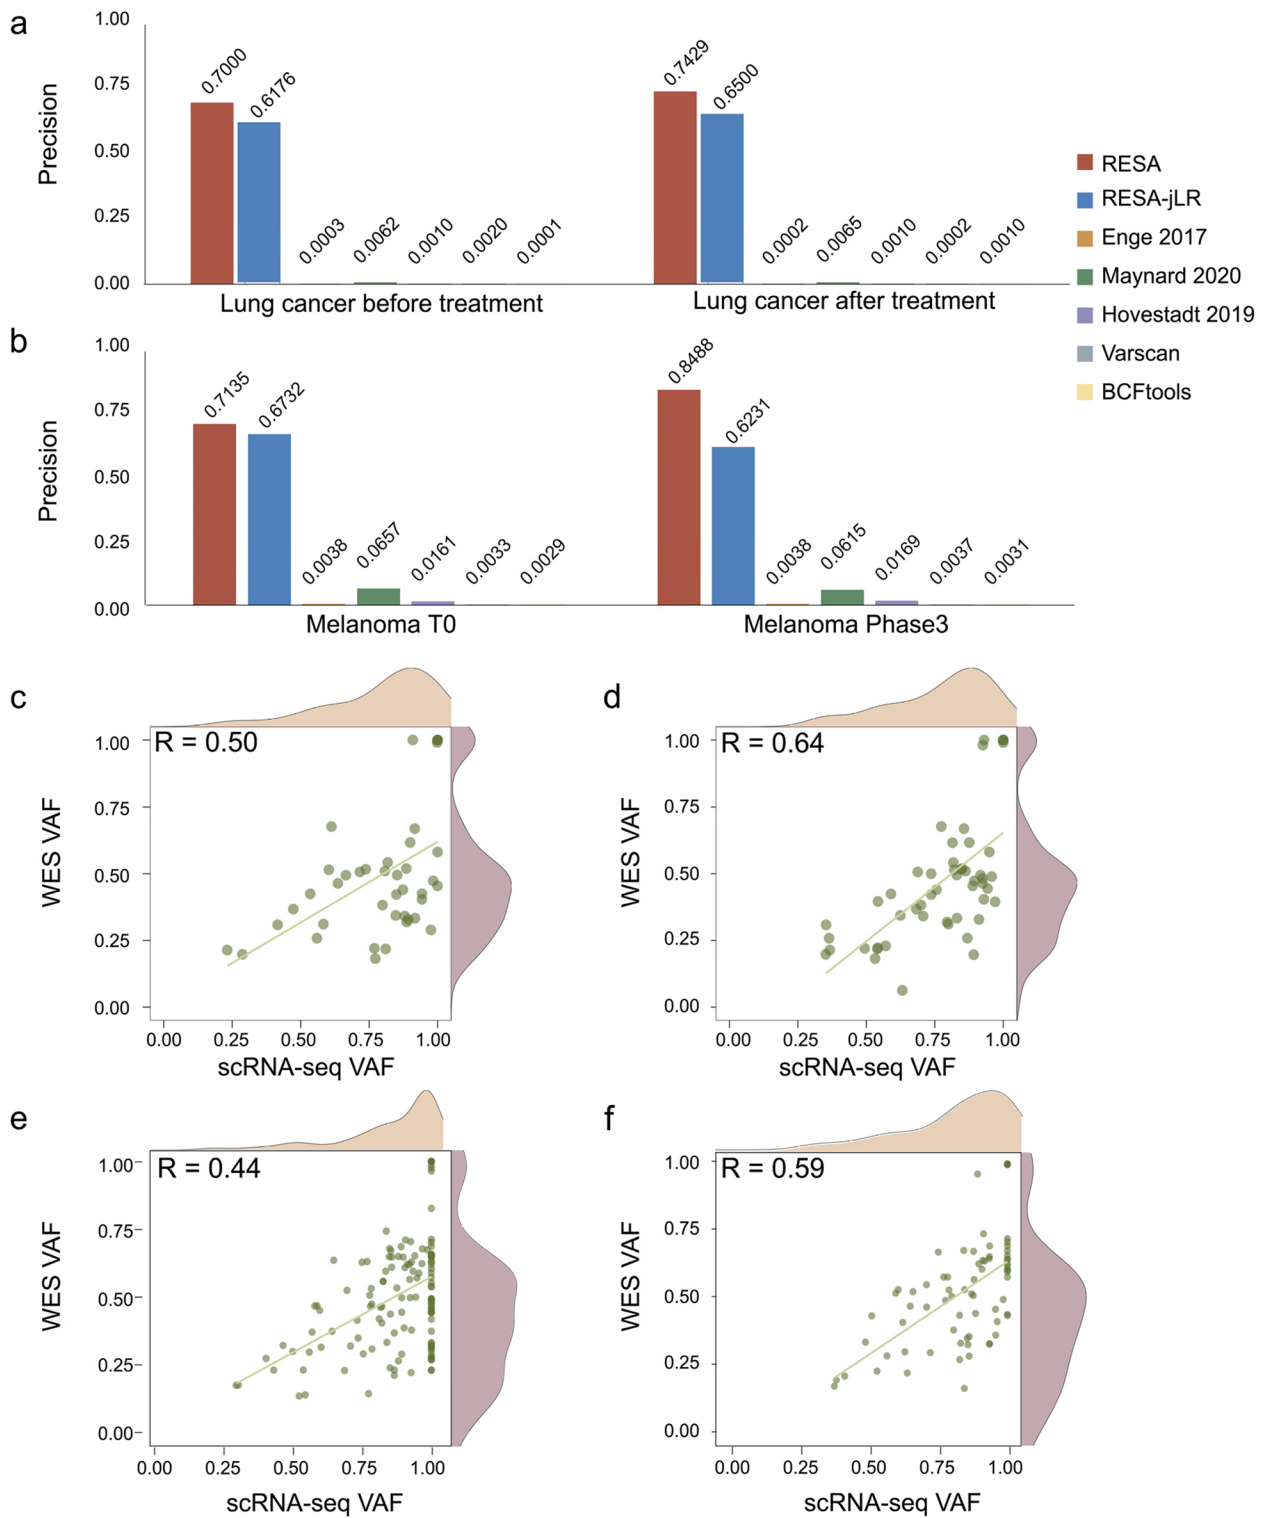 a
1.00
0.75
0.50
0.25
0.00
Precision
0.7000
0.6176
0.0003
0.0062
0.0010
0.0020
0.0001
0.7429
0.6500
0.0002
0.0065
0.0010
0.0002
0.0010
Lung cancer before treatment
Lung cancer after treatment
RESA
RESA-jLR
Enge 2017
Maynard 2020
Hovestadt 2019
Varscan
BCFtools
b
1.00
0.75
0.50
0.25
0.00
Precision
0.7135
0.6732
0.0038
0.0657
0.0161
0.0033
0.0029
0.8488
0.6231
0.0038
0.0615
0.0169
0.0037
0.0031
Melanoma T0
Melanoma Phase3
c
R = 0.50
1.00
0.75
0.50
0.25
0.00
WES VAF
0.00 0.25 0.50 0.75 1.00
scRNA-seq VAF
d
R = 0.64
1.00
0.75
0.50
0.25
0.00
WES VAF
0.00 0.25 0.50 0.75 1.00
scRNA-seq VAF
e
R = 0.44
1.00
0.75
0.50
0.25
0.00
WES VAF
0.00 0.25 0.50 0.75 1.00
scRNA-seq VAF
f
R = 0.59
1.00
0.75
0.50
0.25
0.00
WES VAF
0.00 0.25 0.50 0.75 1.00
scRNA-seq VAF